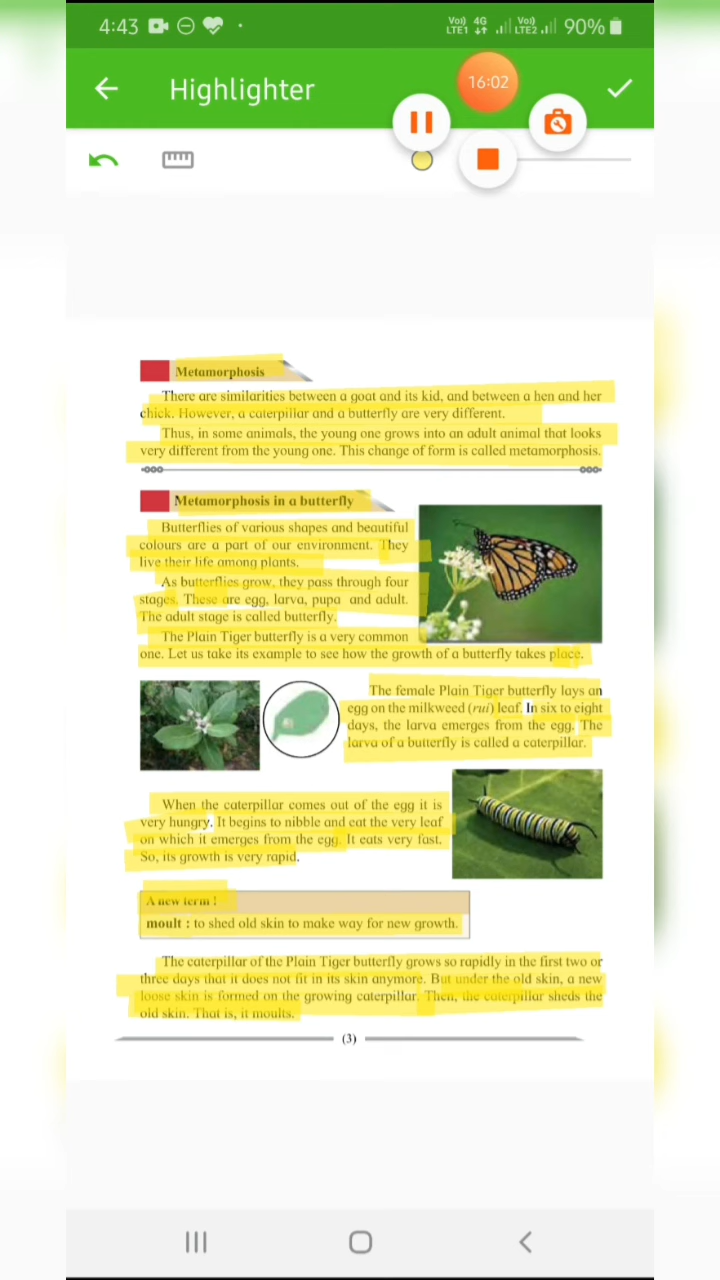 4:43
Vo) 4G Vo)
LTE1 LTE2 90%
Highlighter
16:02
Metamorphosis
There are similarities between a goat and its kid, and between a hen and her
chick. However, a caterpillar and a butterfly are very different.
Thus, in some animals, the young one grows into an adult animal that looks
very different from the young one. This change of form is called metamorphosis.
Metamorphosis in a butterfly
Butterflies of various shapes and beautiful
colours are a part of our environment. They
live their life among plants.
As butterflies grow, they pass through four
stages. These are egg, larva, pupa and adult.
The adult stage is called butterfly.
The Plain Tiger butterfly is a very common
one. Let us take its example to see how the growth of a butterfly takes place.
The female Plain Tiger butterfly lays an
egg on the milkweed (rui) leaf. In six to eight
days, the larva emerges from the egg. The
larva of a butterfly is called a caterpillar.
When the caterpillar comes out of the egg it is
very hungry. It begins to nibble and eat the very leaf
on which it emerges from the egg. It eats very fast.
So, its growth is very rapid.
A new term !
moult : to shed old skin to make way for new growth.
The caterpillar of the Plain Tiger butterfly grows so rapidly in the first two or
three days that it does not fit in its skin anymore. But under the old skin, a new
loose skin is formed on the growing caterpillar. Then, the caterpillar sheds the
old skin. That is, it moults.
(3)